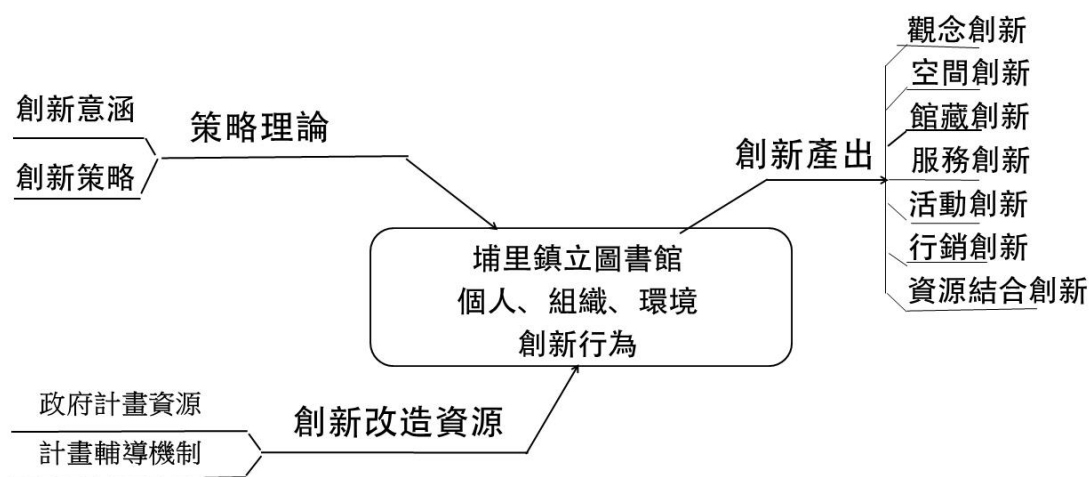 創新意涵
創新策略
策略理論
政府計畫資源
計畫輔導機制
創新改造資源
埔里鎮立圖書館
個人、組織、環境
創新行為
創新產出
觀念創新
空間創新
館藏創新
服務創新
活動創新
行銷創新
資源結合創新